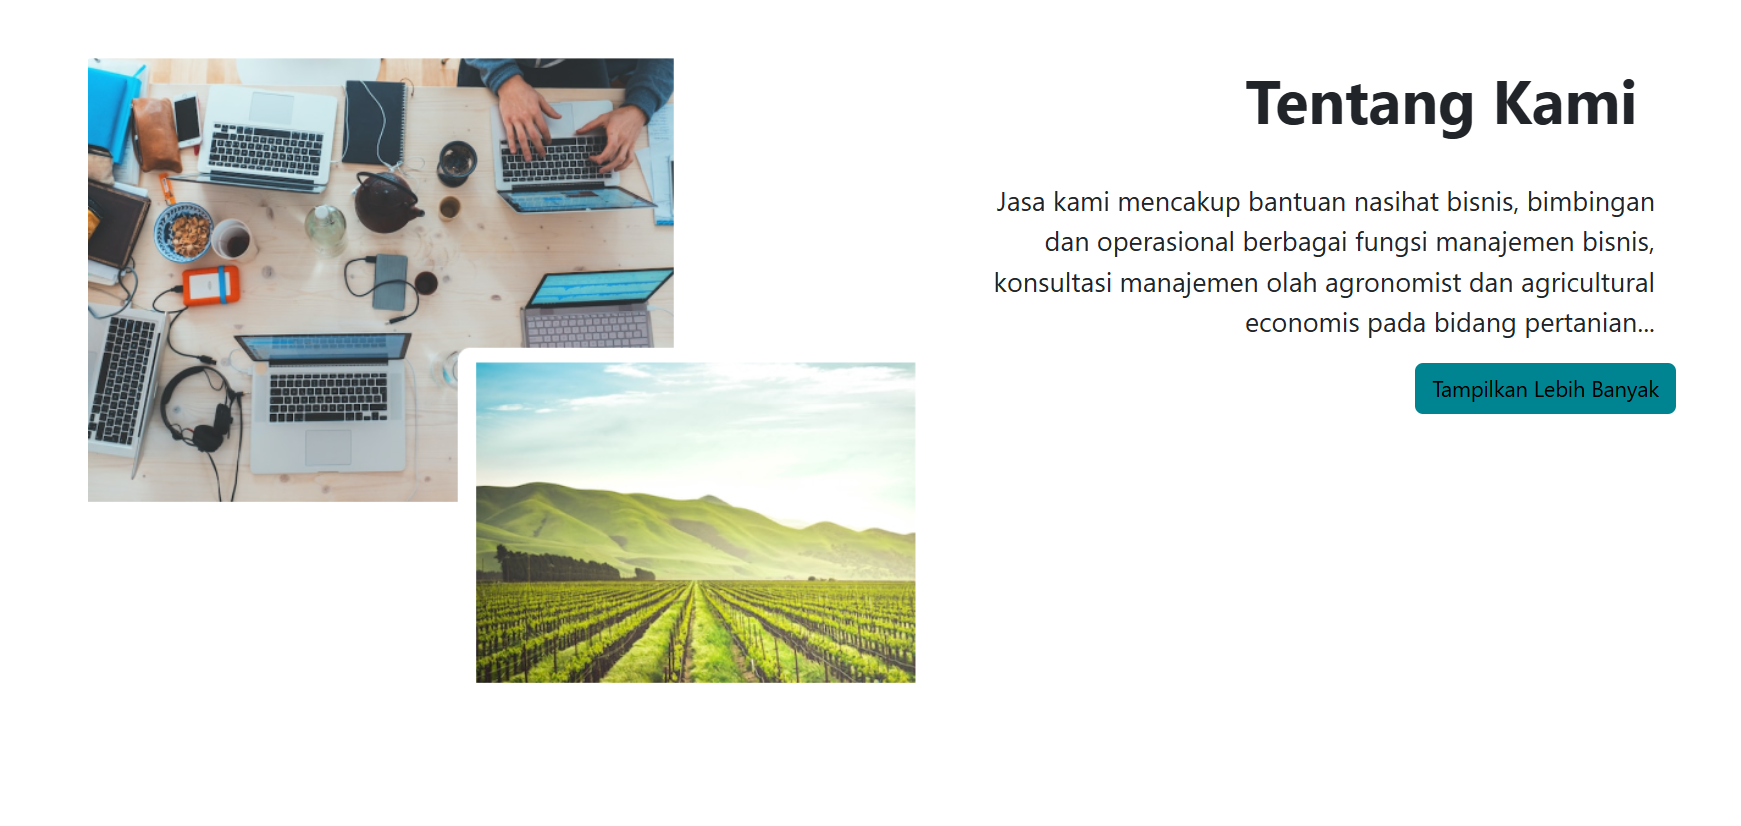 Tentang Kami
Jasa kami mencakup bantuan nasihat bisnis, bimbingan
dan operasional berbagai fungsi manajemen bisnis,
konsultasi manajemen olah agronomist dan agricultural
economis pada bidang pertanian...
Tampilkan Lebih Banyak